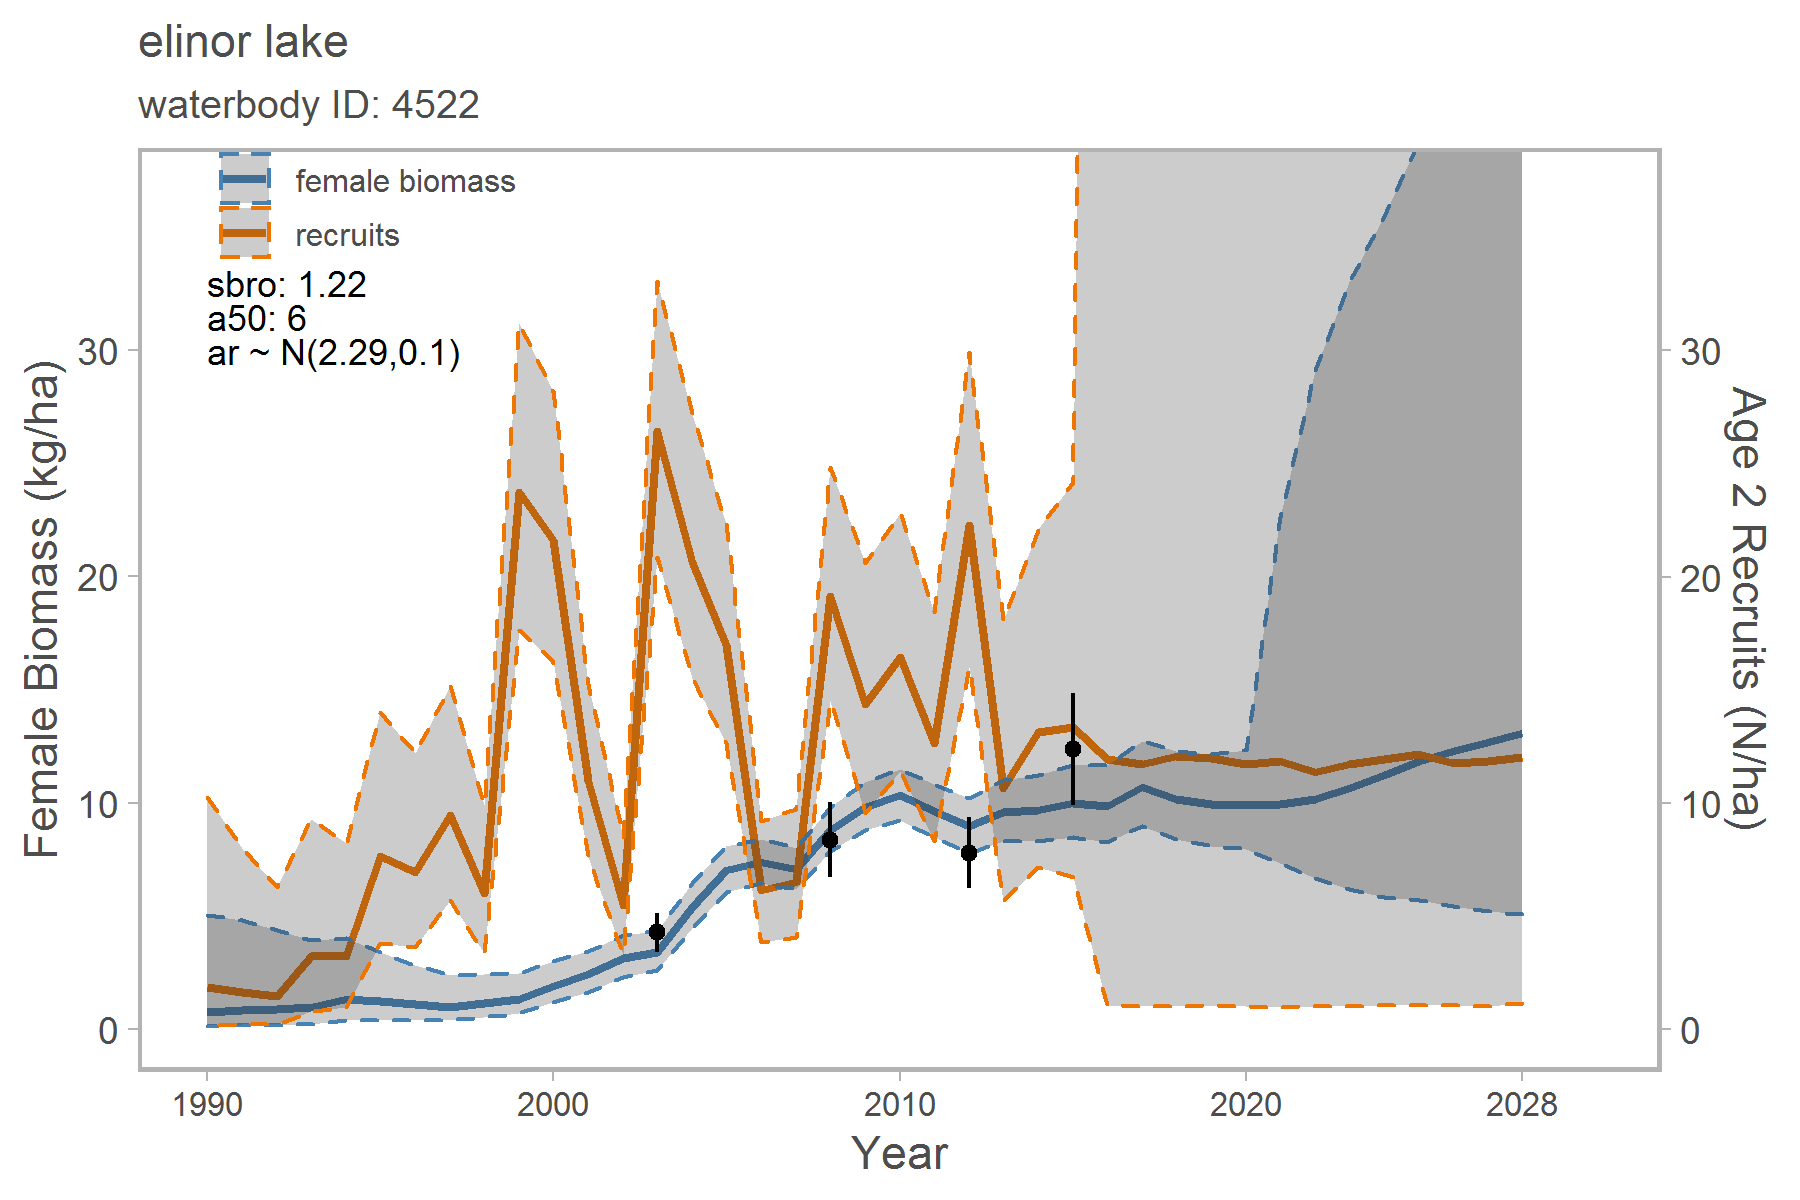 elinor lake
waterbody ID: 4522
female biomass
recruits
sbro: 1.22
a50: 6
ar ~ N(2.29,0.1)
Female Biomass (kg/ha)
30
20
10
0
30
20
10
0
Age 2 Recruits (N/ha)
1990
2000
2010
2020
2028
Year